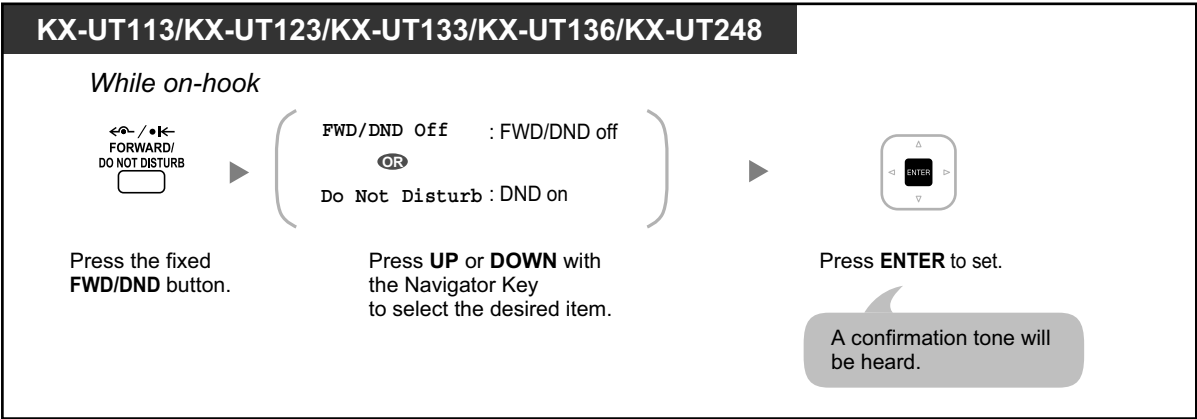 KX-UT113/KX-UT123/KX-UT133/KX-UT136/KX-UT248
While on-hook
FORWARD/
DO NOT DISTURB
FWD/DND Off : FWD/DND off
OR
Do Not Disturb : DND on
ENTER
Press the fixed
FWD/DND button.
Press UP or DOWN with
the Navigator Key
to select the desired item.
Press ENTER to set.
A confirmation tone will
be heard.